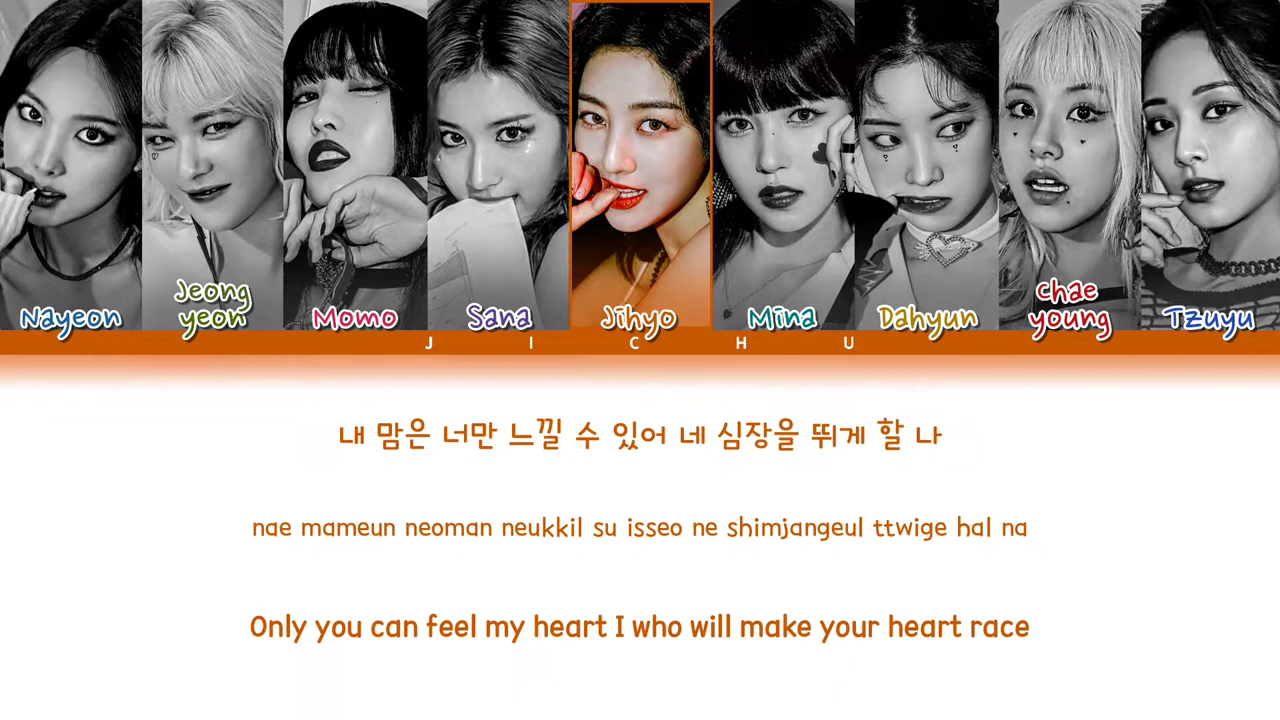 Nayeon
Jeong
yeon
Momo
Sana
Jihyo
Mina
Dahyun
Chae
young
Tzuyu
J I C H U
내 맘은 너만 느낄 수 있어 네 심장을 뛰게 할 나
nae mameun neoman neukkil su isseo ne shimjangeul ttwige hal na
Only you can feel my heart I who will make your heart race